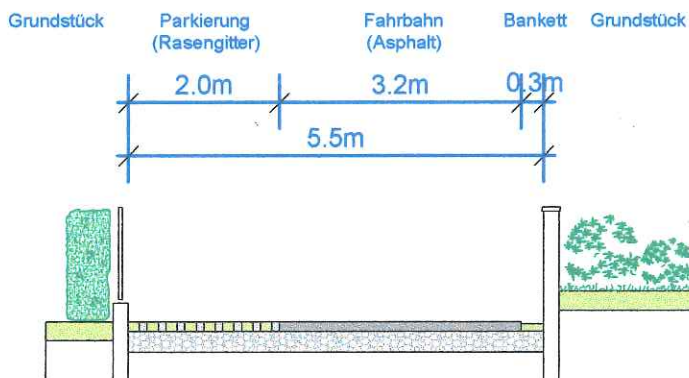 Grundstück Parkierung Fahrbahn Bankett Grundstück
(Rasengitter) (Asphalt)
2.0m 3.2m 0.3m
5.5m